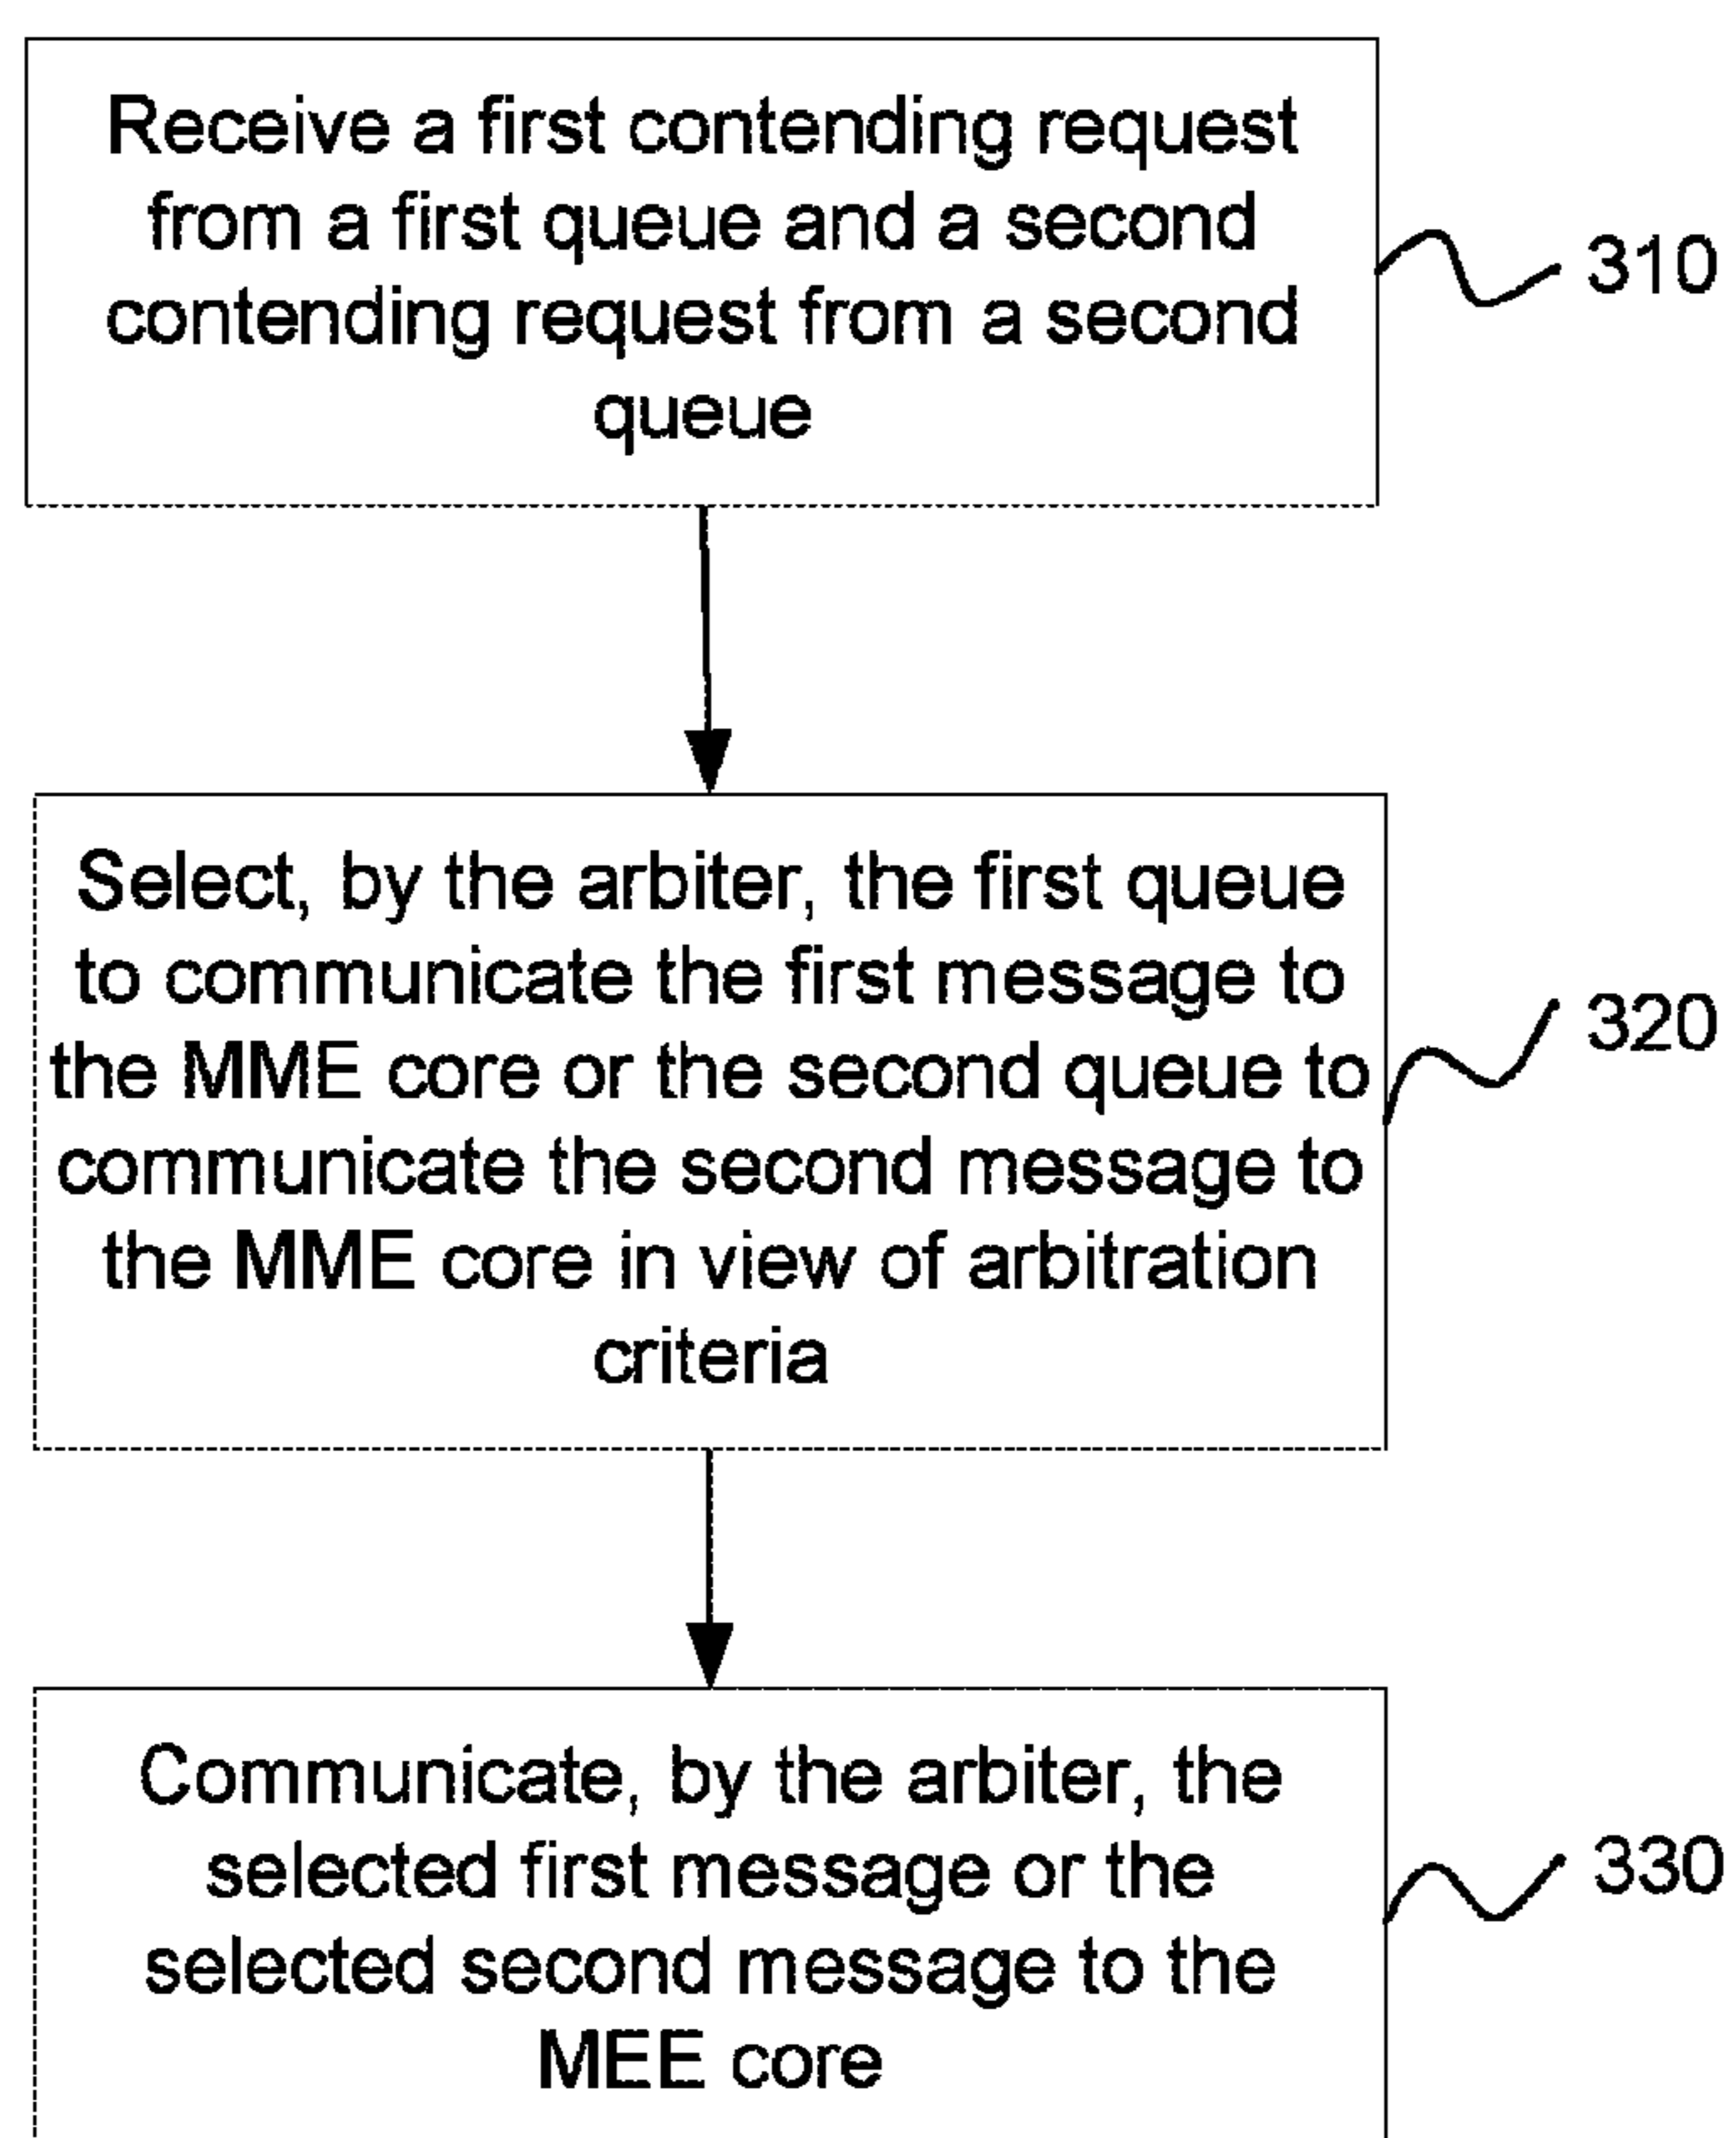 Receive a first contending request
from a first queue and a second
contending request from a second
queue
310
Select, by the arbiter, the first queue
to communicate the first message to
the MME core or the second queue to
communicate the second message to
the MME core in view of arbitration
criteria
320
Communicate, by the arbiter, the
selected first message or the
selected second message to the
MEE core
330